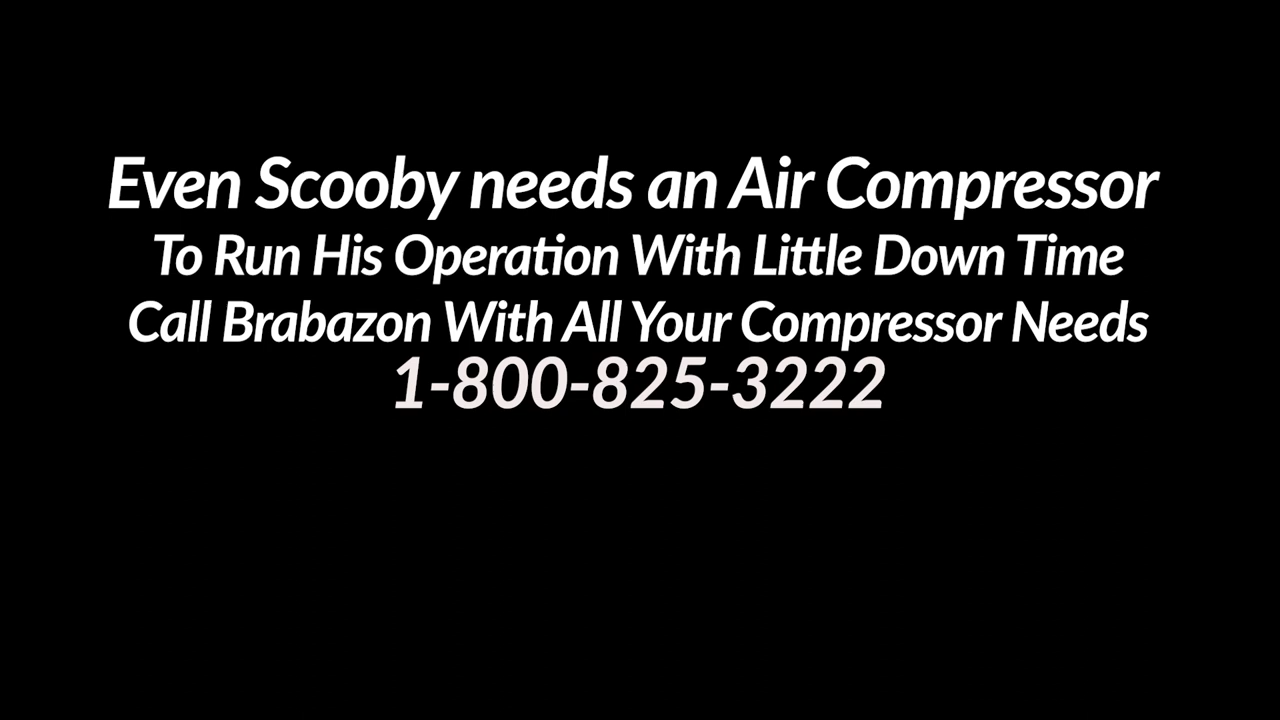 Even Scooby needs an Air Compressor
To Run His Operation With Little Down Time
Call Brabazon With All Your Compressor Needs
1-800-825-3222